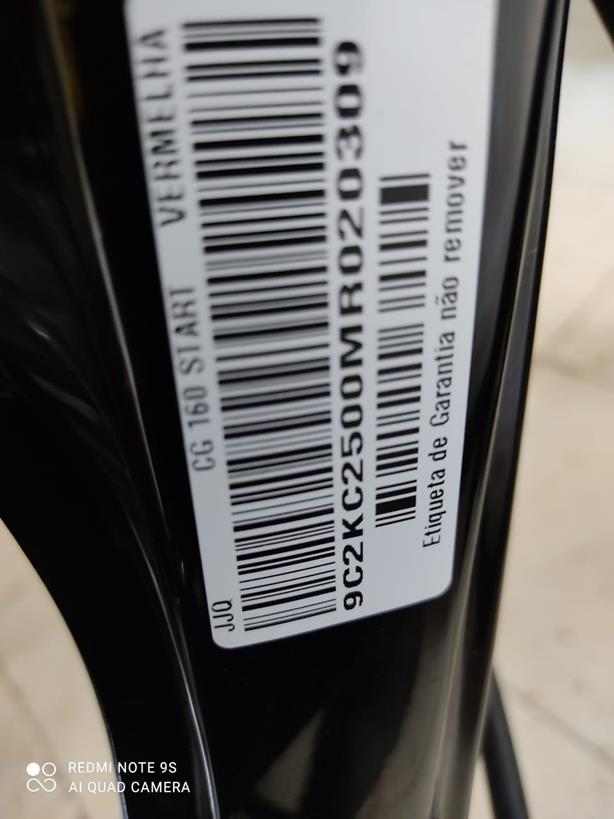 JJQ
CG 160 START VERMELHA
9C2KC2500MR020309
Etiqueta de Garantia não remover
REDMI NOTE 9S
AI QUAD CAMERA